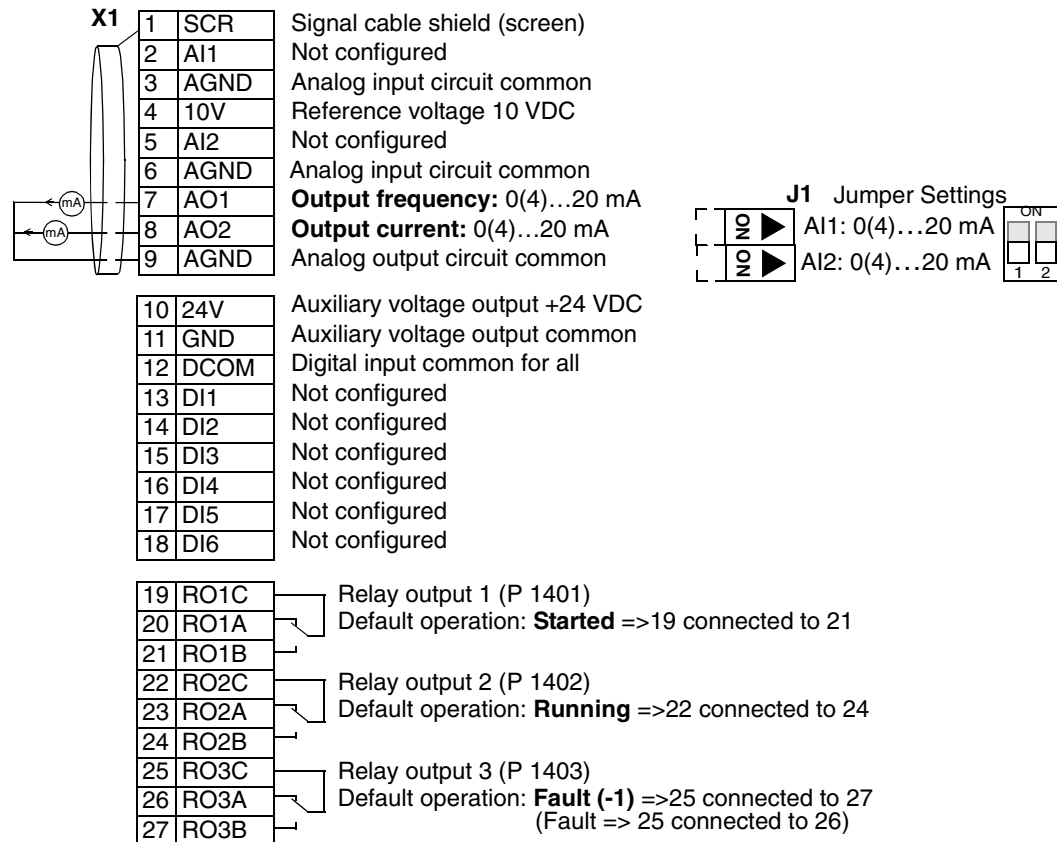 X1
1 SCR Signal cable shield (screen)
2 AI1 Not configured
3 AGND Analog input circuit common
4 10V Reference voltage 10 VDC
5 AI2 Not configured
6 AGND Analog input circuit common
mA 7 AO1 Output frequency: 0(4)…20 mA
mA 8 AO2 Output current: 0(4)…20 mA
9 AGND Analog output circuit common
J1 Jumper Settings
ON AI1: 0(4)…20 mA
ON AI2: 0(4)…20 mA
ON
1 2
10 24V Auxiliary voltage output +24 VDC
11 GND Auxiliary voltage output common
12 DCOM Digital input common for all
13 DI1 Not configured
14 DI2 Not configured
15 DI3 Not configured
16 DI4 Not configured
17 DI5 Not configured
18 DI6 Not configured
19 RO1C Relay output 1 (P 1401)
20 RO1A Default operation: Started =>19 connected to 21
21 RO1B
22 RO2C Relay output 2 (P 1402)
23 RO2A Default operation: Running =>22 connected to 24
24 RO2B
25 RO3C Relay output 3 (P 1403)
26 RO3A Default operation: Fault (-1) =>25 connected to 27
27 RO3B (Fault => 25 connected to 26)